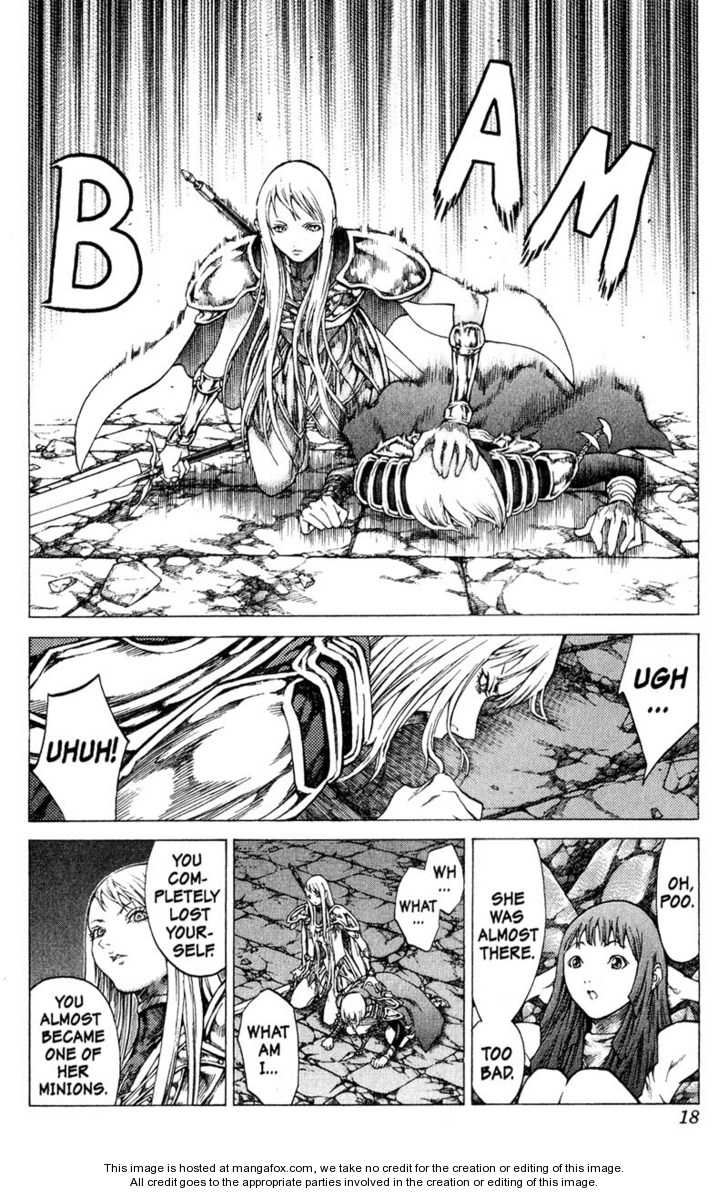 BAM
UGH
...
UHUH!
OH,
POO.
SHE
WAS
ALMOST
THERE.
TOO
BAD.
WH
...
WHAT
...
WHAT
AM
I...
YOU
COM-
PLETELY
LOST
YOUR-
SELF.
YOU
ALMOST
BECAME
ONE OF
HER
MINIONS.
18
This image is hosted at mangafox.com, we take no credit for the creation or editing of this image.
All credit goes to the appropriate parties involved in the creation or editing of this image.